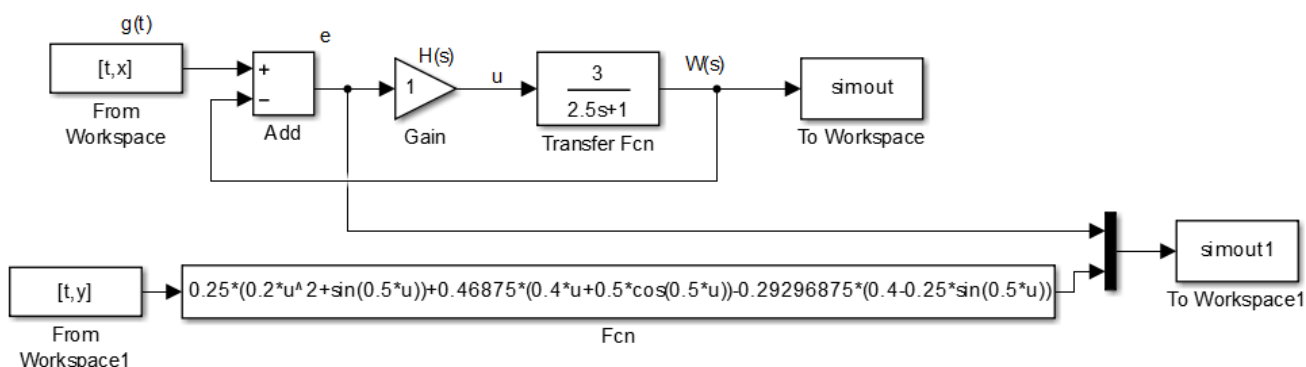 g(t)
[t,x]
From
Workspace
+
−
Add
e
H(s)
1
Gain
u
3
2.5s+1
Transfer Fcn
W(s)
simout
To Workspace
[t,y]
From
Workspace1
0.25*(0.2*u^2+sin(0.5*u))+0.46875*(0.4*u+0.5*cos(0.5*u))-0.29296875*(0.4-0.25*sin(0.5*u))
Fcn
simout1
To Workspace1